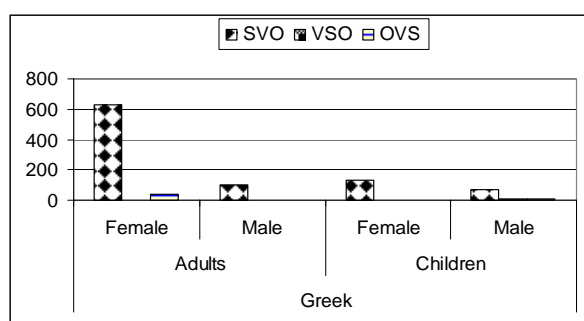 SVO VSO OVS
800
600
400
200
0
Female Male Female Male
Adults Children
Greek